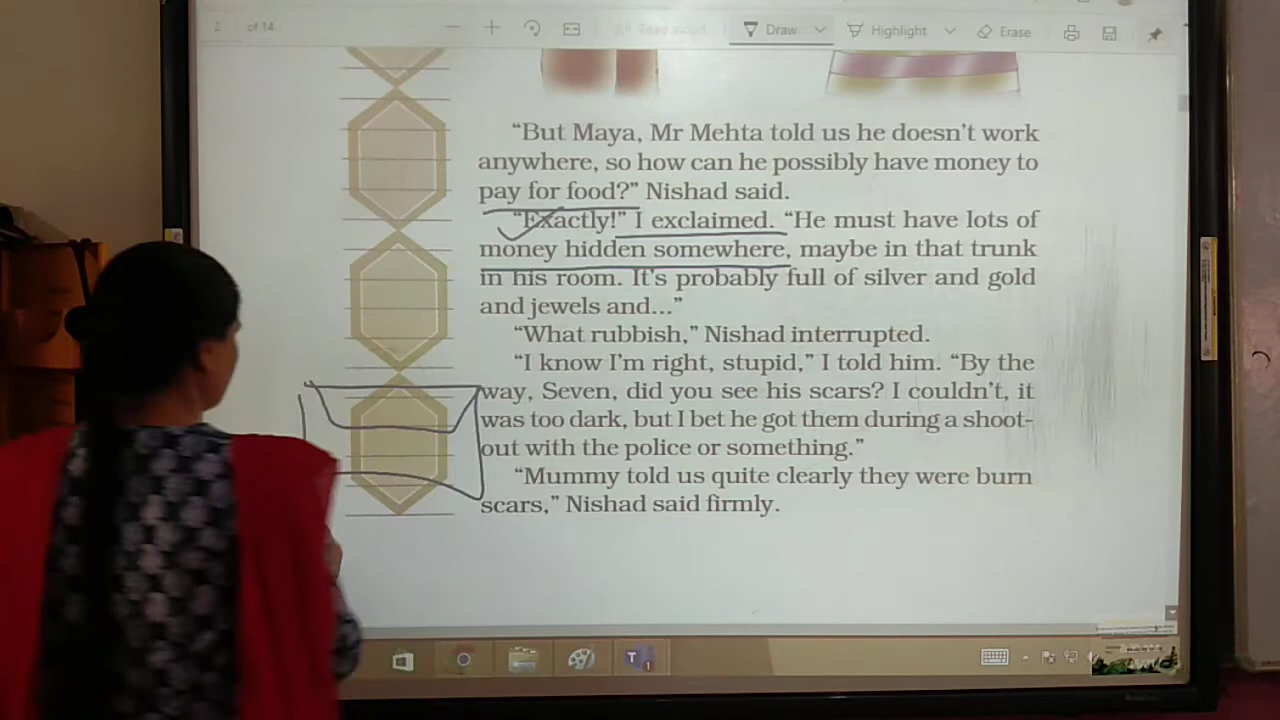 2 of 14
Draw Highlight Erase
“But Maya, Mr Mehta told us he doesn’t work
anywhere, so how can he possibly have money to
pay for food?” Nishad said.
“Exactly!” I exclaimed. “He must have lots of
money hidden somewhere, maybe in that trunk
in his room. It’s probably full of silver and gold
and jewels and...”
“What rubbish,” Nishad interrupted.
“I know I’m right, stupid,” I told him. “By the
way, Seven, did you see his scars? I couldn’t, it
was too dark, but I bet he got them during a shoot-
out with the police or something.”
“Mummy told us quite clearly they were burn
scars,” Nishad said firmly.